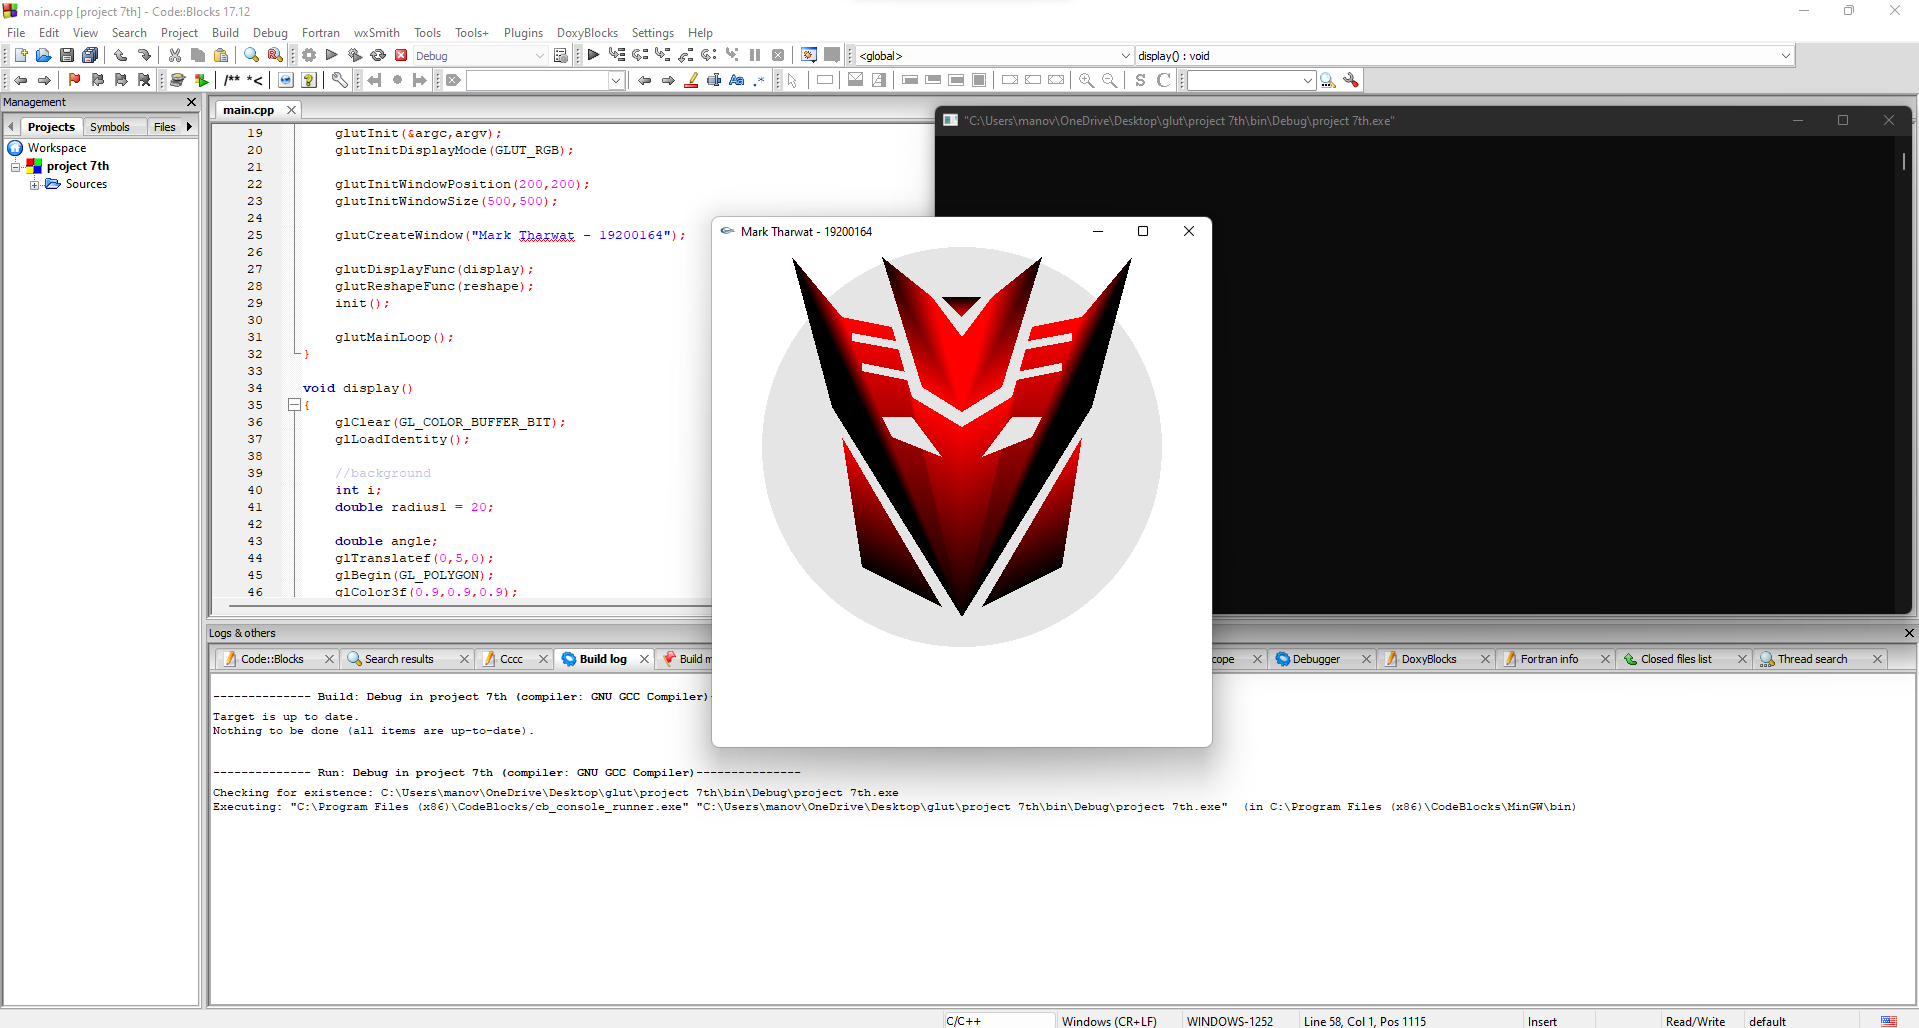 main.cpp [project 7th] - Code::Blocks 17.12
File Edit View Search Project Build Debug Fortran wxSmith Tools Tools+ Plugins DoxyBlocks Settings Help
Debug <global> display() : void
/** *< Aa .* S C
Management
Projects Symbols Files
Workspace
project 7th
Sources
main.cpp
19 glutInit(&argc,argv);
20 glutInitDisplayMode(GLUT_RGB);
21
22 glutInitWindowPosition(200,200);
23 glutInitWindowSize(500,500);
24
25 glutCreateWindow("Mark Tharwat - 19200164");
26
27 glutDisplayFunc(display);
28 glutReshapeFunc(reshape);
29 init();
30
31 glutMainLoop();
32 }
33
34 void display()
35 {
36 glClear(GL_COLOR_BUFFER_BIT);
37 glLoadIdentity();
38
39 //background
40 int i;
41 double radius1 = 20;
42
43 double angle;
44 glTranslatef(0,5,0);
45 glBegin(GL_POLYGON);
46 glColor3f(0.9,0.9,0.9);
"C:\Users\manov\OneDrive\Desktop\glut\project 7th\bin\Debug\project 7th.exe"
Mark Tharwat - 19200164
Logs & others
Code::Blocks Search results Cccc Build log Build m cope Debugger DoxyBlocks Fortran info Closed files list Thread search
-------------- Build: Debug in project 7th (compiler: GNU GCC Compiler)-
Target is up to date.
Nothing to be done (all items are up-to-date).
-------------- Run: Debug in project 7th (compiler: GNU GCC Compiler)---------------
Checking for existence: C:\Users\manov\OneDrive\Desktop\glut\project 7th\bin\Debug\project 7th.exe
Executing: "C:\Program Files (x86)\CodeBlocks/cb_console_runner.exe" "C:\Users\manov\OneDrive\Desktop\glut\project 7th\bin\Debug\project 7th.exe" (in C:\Program Files (x86)\CodeBlocks\MinGW\bin)
C/C++ Windows (CR+LF) WINDOWS-1252 Line 58, Col 1, Pos 1115 Insert Read/Write default